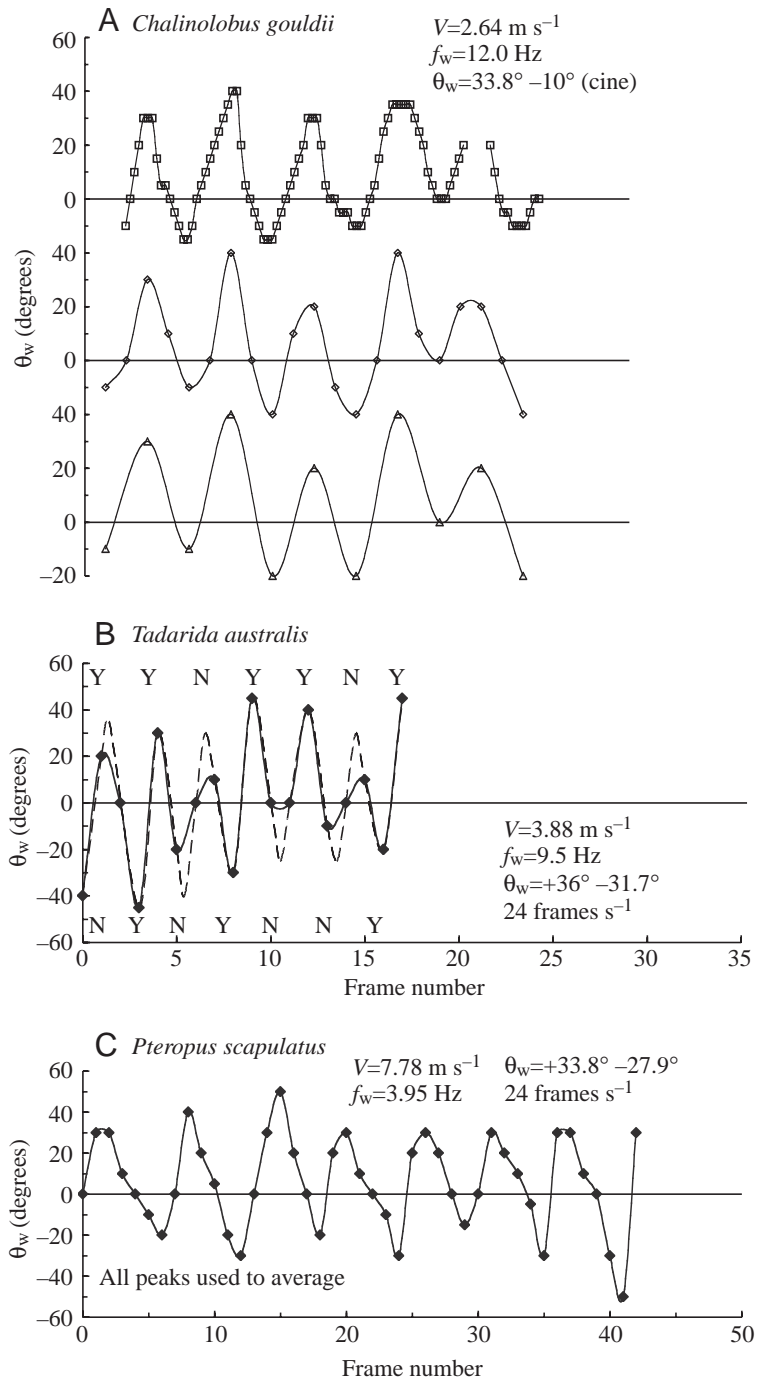 A Chalinolobus gouldii
V=2.64 m s⁻¹
fw=12.0 Hz
θw=33.8° –10° (cine)
60
40
20
0
40
20
0
40
20
0
–20
θw (degrees)
B Tadarida australis
Y Y N Y Y N Y
60
40
20
0
–20
–40
–60
θw (degrees)
V=3.88 m s⁻¹
fw=9.5 Hz
θw=+36° –31.7°
24 frames s⁻¹
N Y N Y N N Y
0 5 10 15 20 25 30 35
Frame number
C Pteropus scapulatus
V=7.78 m s⁻¹ θw=+33.8° –27.9°
fw=3.95 Hz 24 frames s⁻¹
60
40
20
0
–20
–40
–60
θw (degrees)
All peaks used to average
0 10 20 30 40 50
Frame number